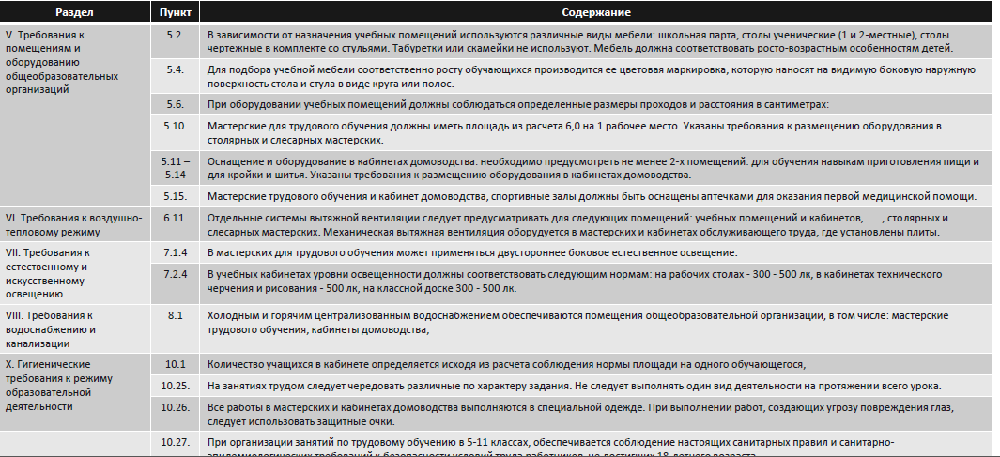 Раздел Пункт Содержание
V. Требования к
помещениям и
оборудованию
общеобразовательных
организаций
5.2.
В зависимости от назначения учебных помещений используются различные виды мебели: школьная парта, столы ученические (1 и 2-местные), столы
чертежные в комплекте со стульями. Табуретки или скамейки не используют. Мебель должна соответствовать росто-возрастным особенностям детей.
5.4.
Для подбора учебной мебели соответственно росту обучающихся производится ее цветовая маркировка, которую наносят на видимую боковую наружную
поверхность стола и стула в виде круга или полос.
5.6.
При оборудовании учебных помещений должны соблюдаться определенные размеры проходов и расстояния в сантиметрах:
5.10.
Мастерские для трудового обучения должны иметь площадь из расчета 6,0 на 1 рабочее место. Указаны требования к размещению оборудования в
столярных и слесарных мастерских.
5.11 –
5.14
Оснащение и оборудование в кабинетах домоводства: необходимо предусмотреть не менее 2-х помещений: для обучения навыкам приготовления пищи и
для кройки и шитья. Указаны требования к размещению оборудования в кабинетах домоводства.
5.15.
Мастерские трудового обучения и кабинет домоводства, спортивные залы должны быть оснащены аптечками для оказания первой медицинской помощи.
VI. Требования к воздушно-
тепловому режиму
6.11.
Отдельные системы вытяжной вентиляции следует предусматривать для следующих помещений: учебных помещений и кабинетов, ……, столярных и
слесарных мастерских. Механическая вытяжная вентиляция оборудуется в мастерских и кабинетах обслуживающего труда, где установлены плиты.
VII. Требования к
естественному и
искусственному
освещению
7.1.4
В мастерских для трудового обучения может применяться двустороннее боковое естественное освещение.
7.2.4
В учебных кабинетах уровни освещенности должны соответствовать следующим нормам: на рабочих столах - 300 - 500 лк, в кабинетах технического
черчения и рисования - 500 лк, на классной доске 300 - 500 лк.
VIII. Требования к
водоснабжению и
канализации
8.1
Холодным и горячим централизованным водоснабжением обеспечиваются помещения общеобразовательной организации, в том числе: мастерские
трудового обучения, кабинеты домоводства,
X. Гигиенические
требования к режиму
образовательной
деятельности
10.1
Количество учащихся в кабинете определяется исходя из расчета соблюдения нормы площади на одного обучающегося,
10.25.
На занятиях трудом следует чередовать различные по характеру задания. Не следует выполнять один вид деятельности на протяжении всего урока.
10.26.
Все работы в мастерских и кабинетах домоводства выполняются в специальной одежде. При выполнении работ, создающих угрозу повреждения глаз,
следует использовать защитные очки.
10.27.
При организации занятий по трудовому обучению в 5-11 классах, обеспечивается соблюдение настоящих санитарных правил и санитарно-
эпидемиологических требований к безопасности условий труда работников, не достигших 18-летнего возраста.